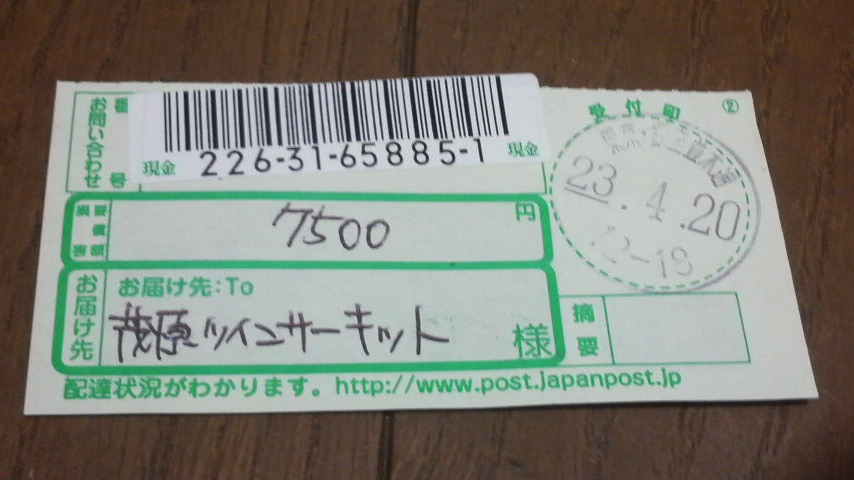 お問い合わせ
番
号
現金 226-31-65885-1 現金
受付印 ②
23.4.20
12-18
損要償額
7500 円
お届け先
お届け先:To
茂原ツインサーキット 様
摘要
配達状況がわかります。http://www.post.japanpost.jp